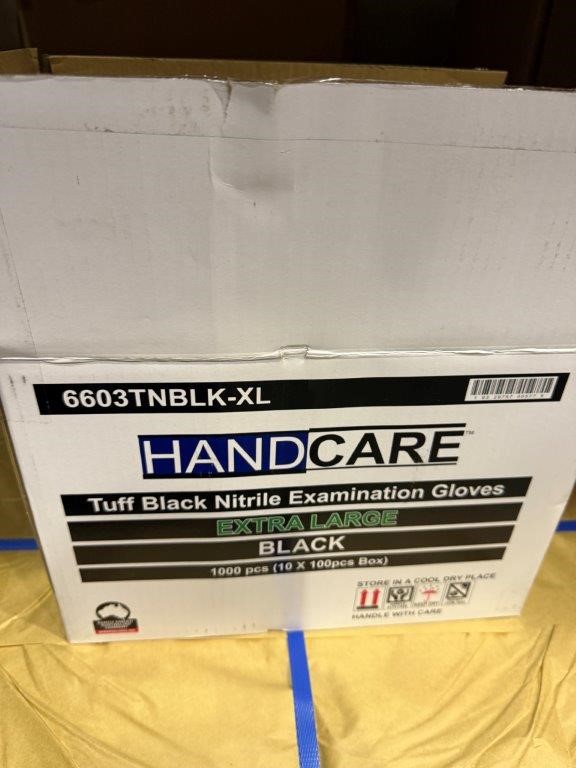 6603TNBLK-XL
HANDCARE™
Tuff Black Nitrile Examination Gloves
EXTRA LARGE
BLACK
1000 pcs (10 X 100pcs Box)
STORE IN A COOL DRY PLACE
HANDLE WITH CARE